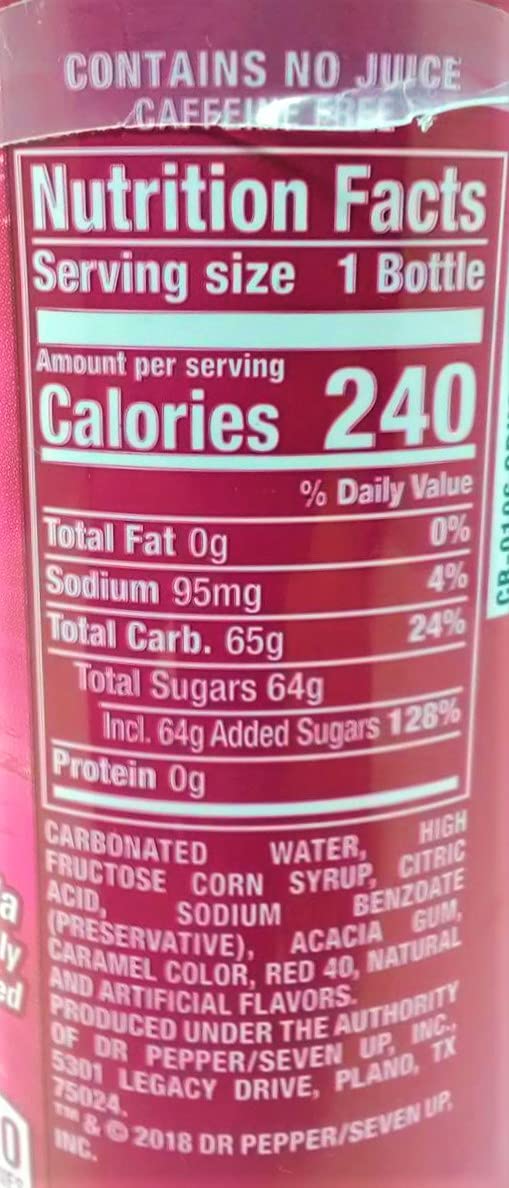 CONTAINS NO JUICE
CAFFEINE FREE
Nutrition Facts
Serving size 1 Bottle
Amount per serving
Calories 240
% Daily Value
Total Fat 0g 0%
Sodium 95mg 4%
Total Carb. 65g 24%
Total Sugars 64g
Incl. 64g Added Sugars 128%
Protein 0g
CARBONATED WATER, HIGH
FRUCTOSE CORN SYRUP, CITRIC
ACID, SODIUM BENZOATE
(PRESERVATIVE), ACACIA GUM,
CARAMEL COLOR, RED 40, NATURAL
AND ARTIFICIAL FLAVORS.
PRODUCED UNDER THE AUTHORITY
OF DR PEPPER/SEVEN UP, INC.,
5301 LEGACY DRIVE, PLANO, TX
75024.
™ & © 2018 DR PEPPER/SEVEN UP,
INC.